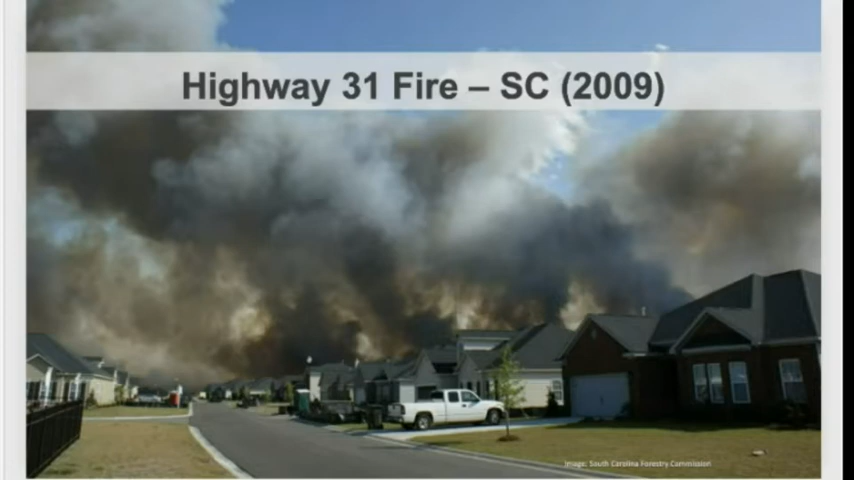 Highway 31 Fire – SC (2009)
Image: South Carolina Forestry Commission